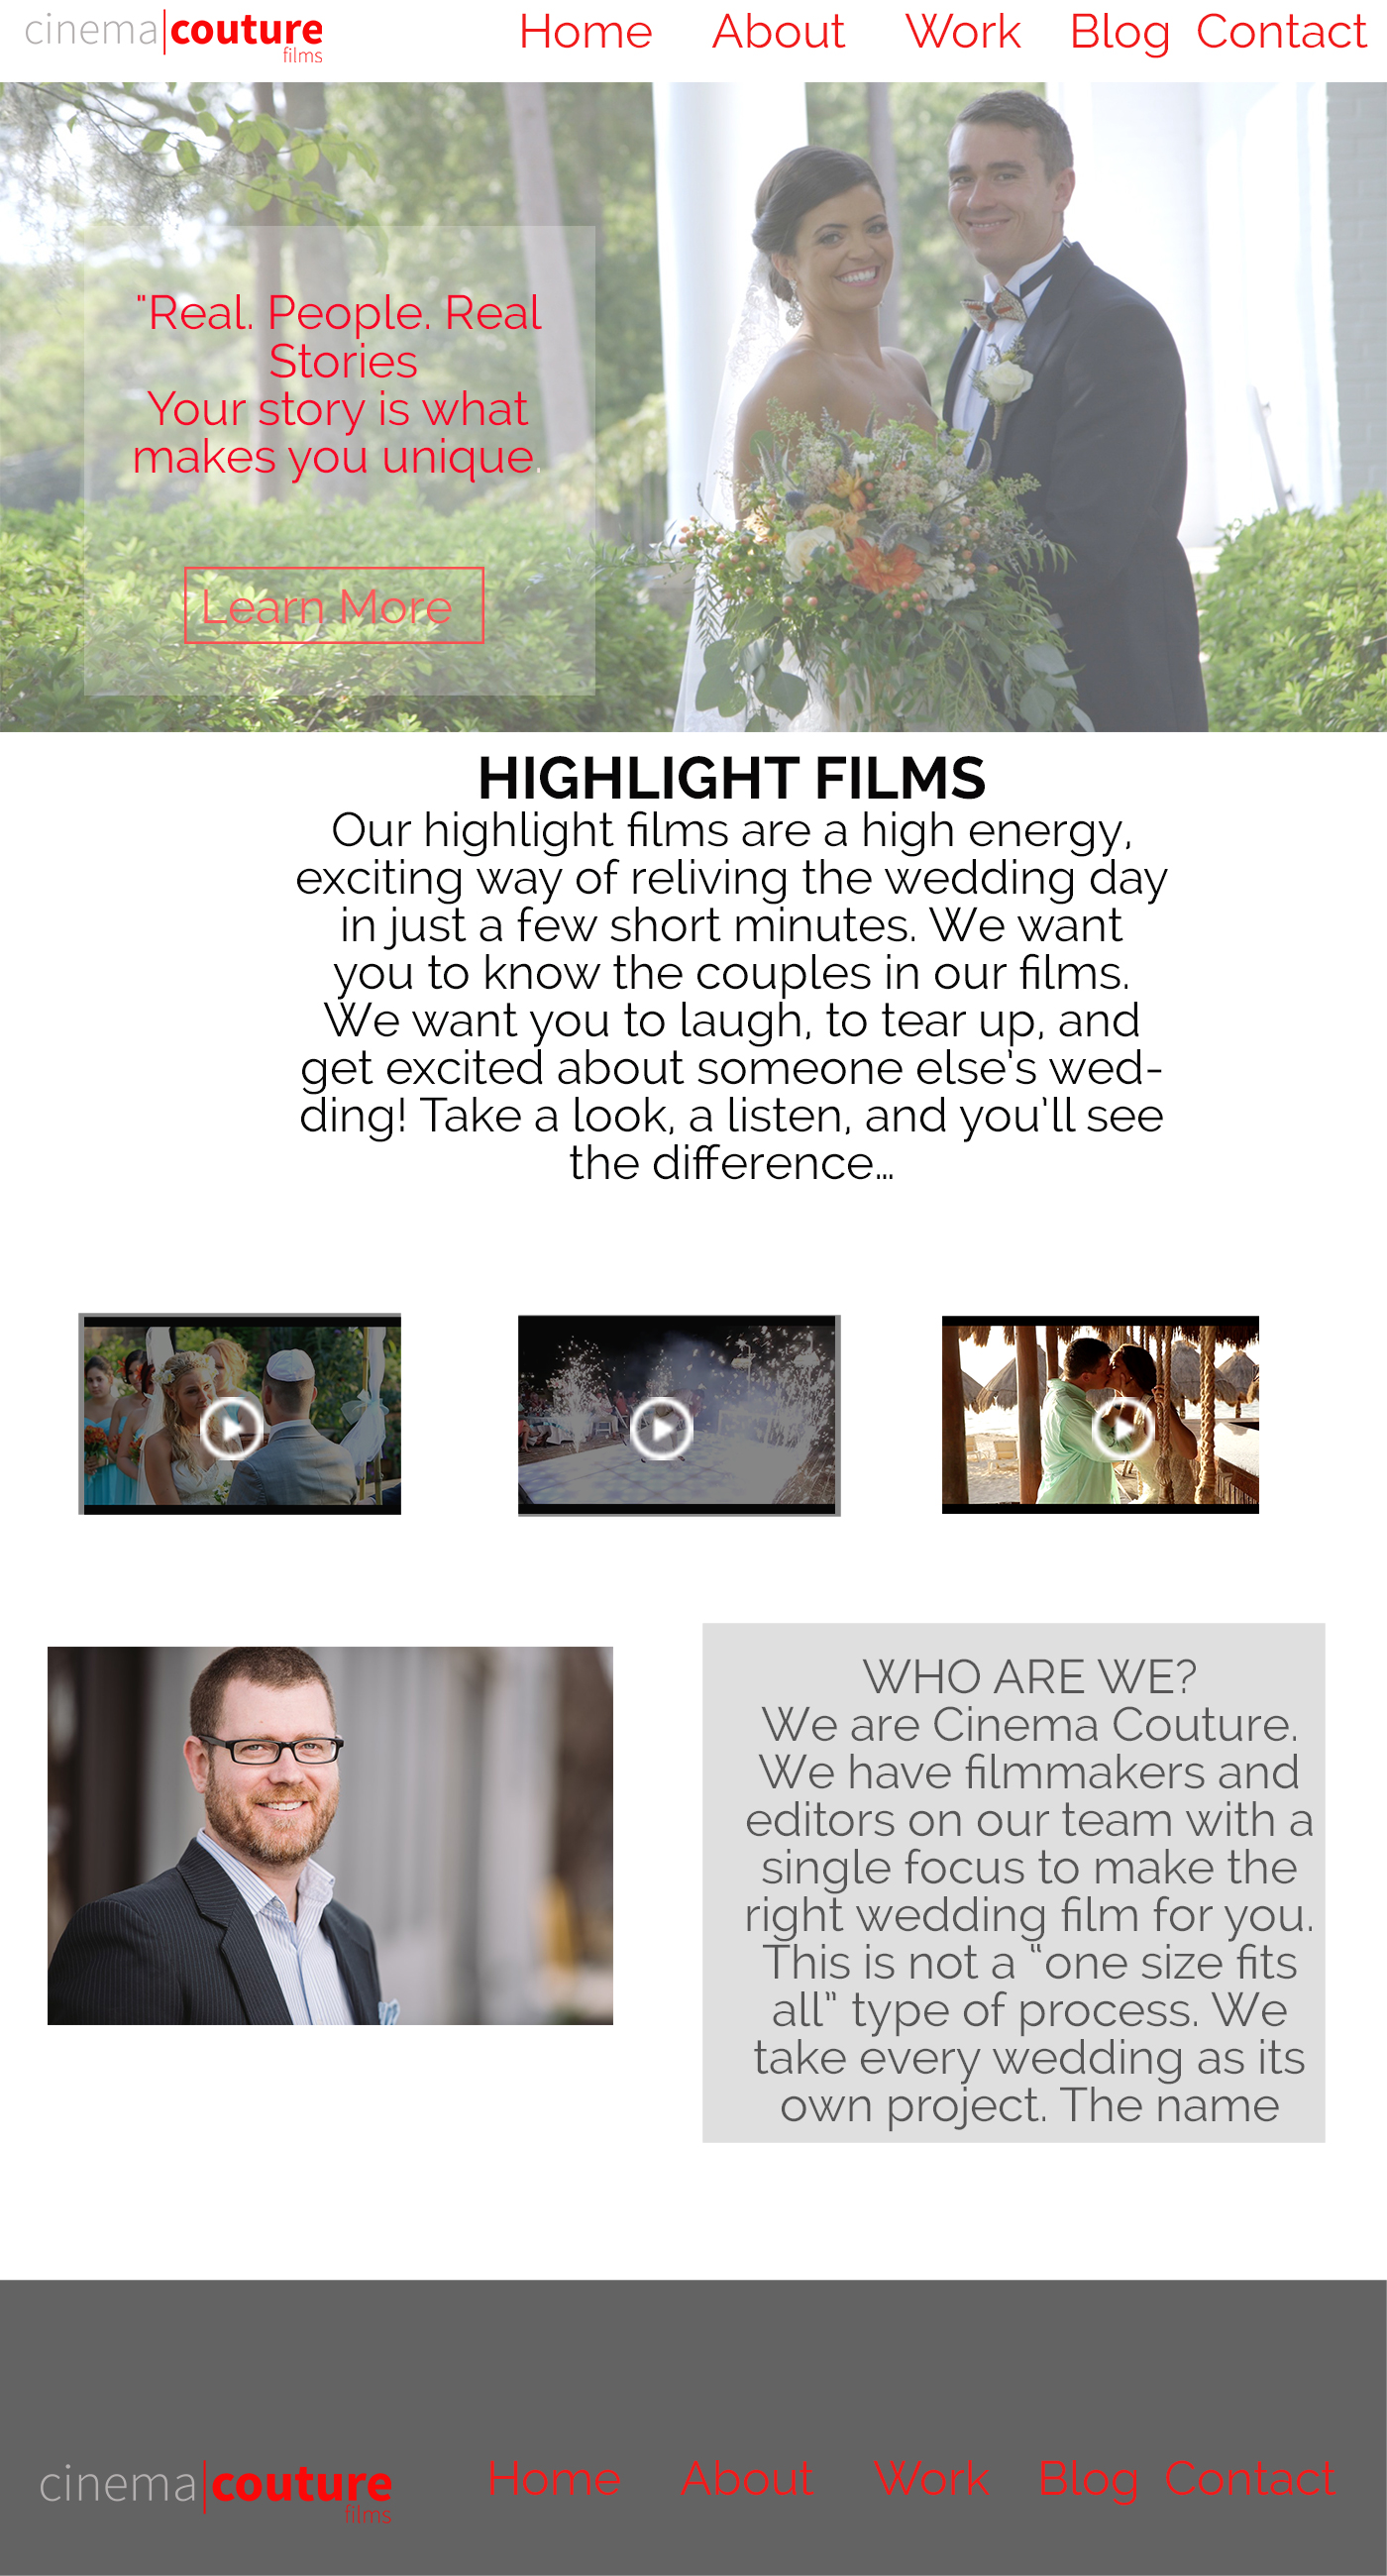 cinema|couture
films
Home About Work Blog Contact
"Real. People. Real
Stories
Your story is what
makes you unique.
Learn More
HIGHLIGHT FILMS
Our highlight films are a high energy,
exciting way of reliving the wedding day
in just a few short minutes. We want
you to know the couples in our films.
We want you to laugh, to tear up, and
get excited about someone else’s wed-
ding! Take a look, a listen, and you’ll see
the difference…
WHO ARE WE?
We are Cinema Couture.
We have filmmakers and
editors on our team with a
single focus to make the
right wedding film for you.
This is not a “one size fits
all” type of process. We
take every wedding as its
own project. The name
cinema|couture
films
Home About Work Blog Contact